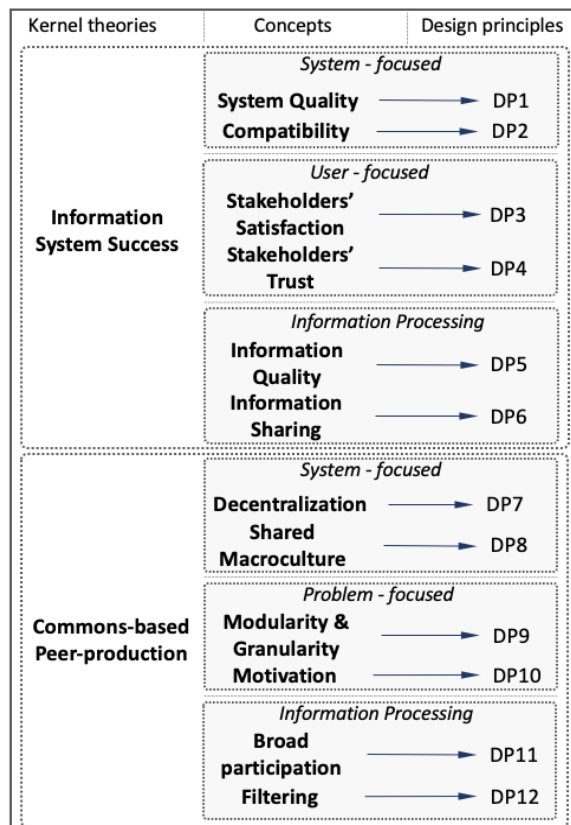 Kernel theories Concepts Design principles
System - focused
System Quality DP1
Compatibility DP2
User - focused
Stakeholders’
Satisfaction DP3
Stakeholders’
Trust DP4
Information
System Success
Information Processing
Information
Quality DP5
Information
Sharing DP6
System - focused
Decentralization DP7
Shared
Macroculture DP8
Problem - focused
Modularity &
Granularity DP9
Motivation DP10
Commons-based
Peer-production
Information Processing
Broad
participation DP11
Filtering DP12